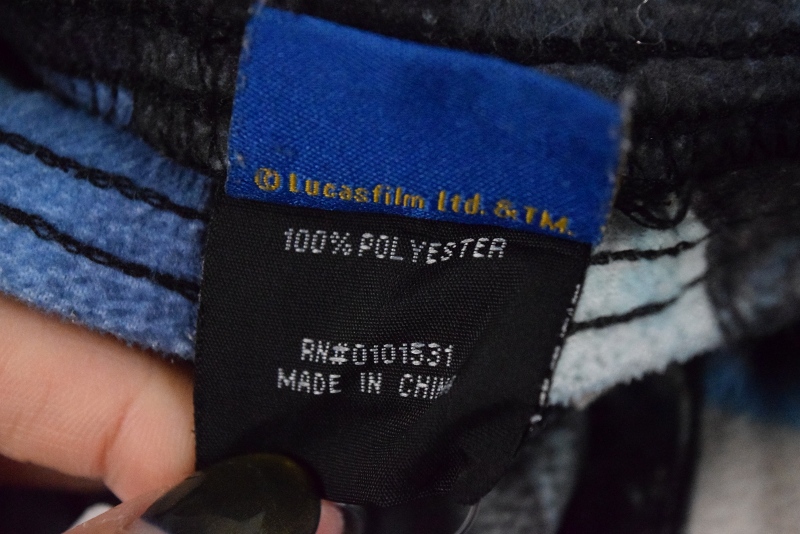 © Lucasfilm Ltd. & TM.
100% POLYESTER
RN#0101531
MADE IN CHINA